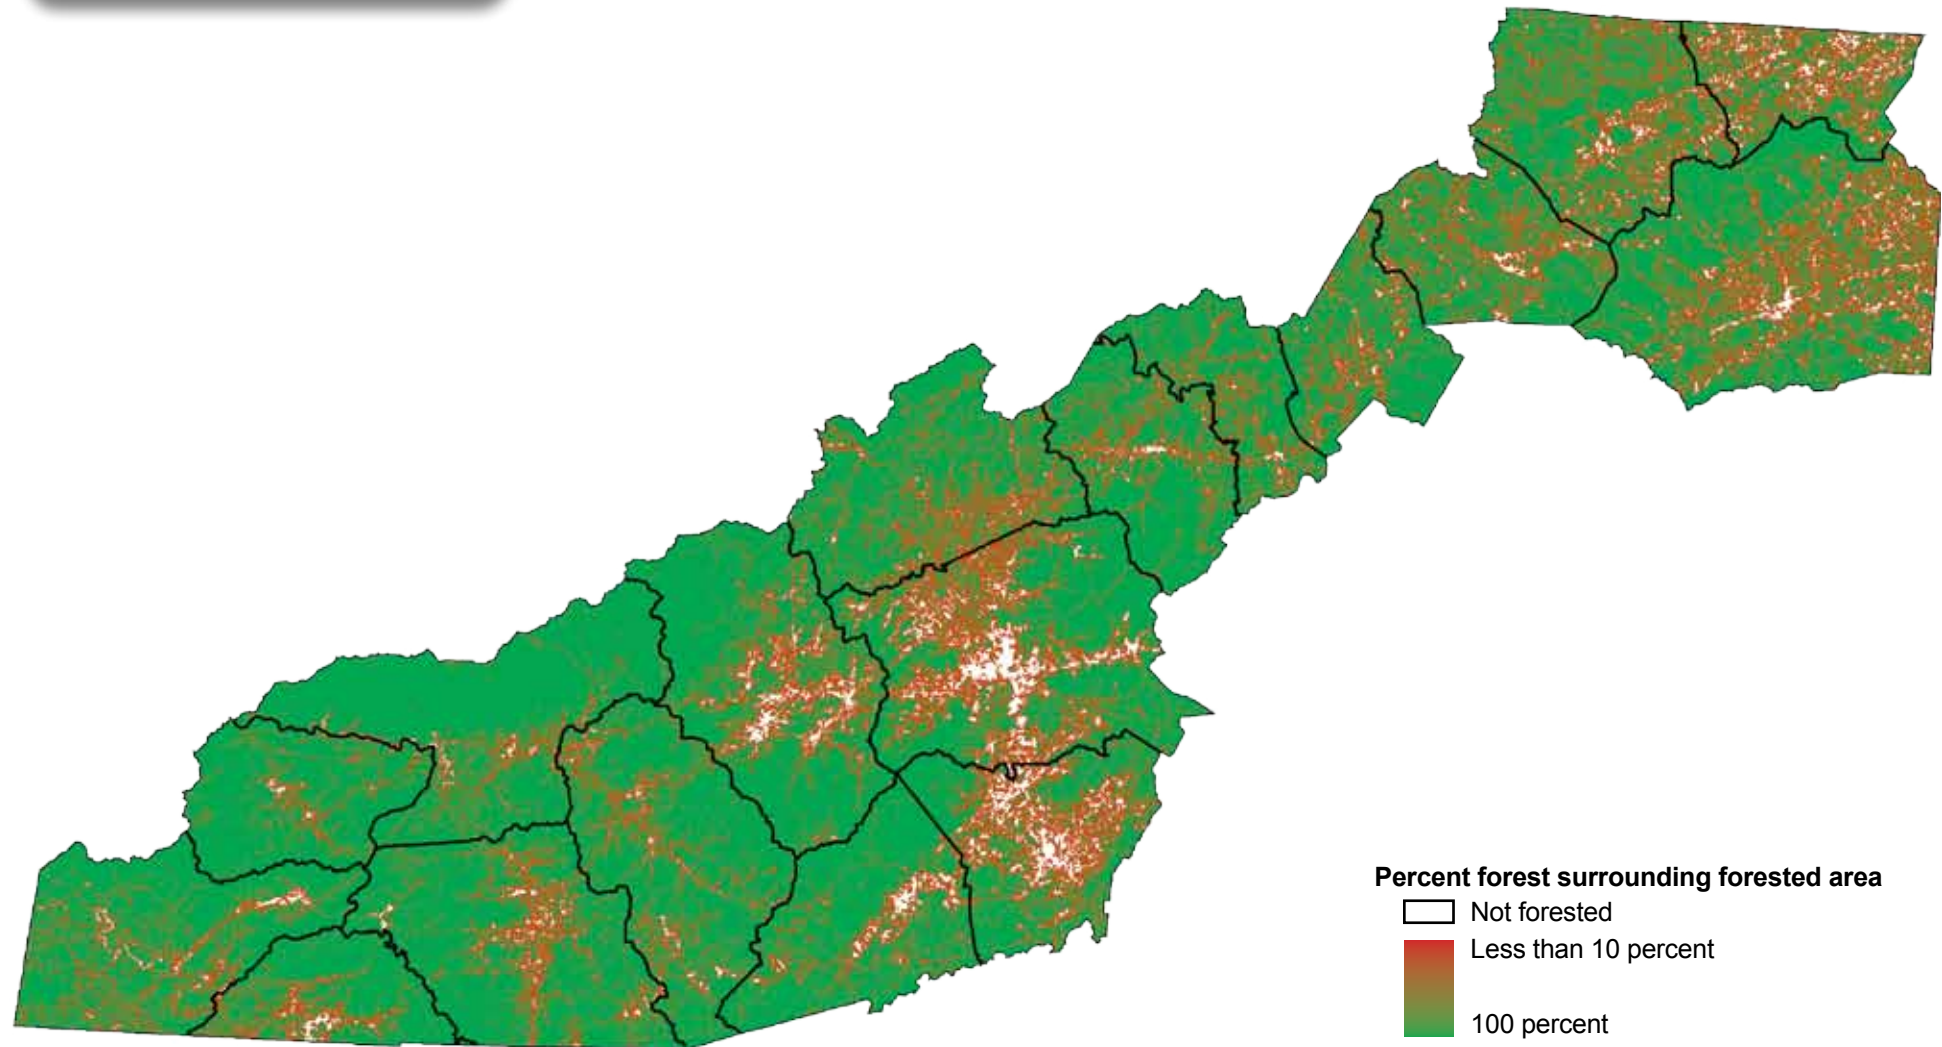 Percent forest surrounding forested area
Not forested
Less than 10 percent
100 percent